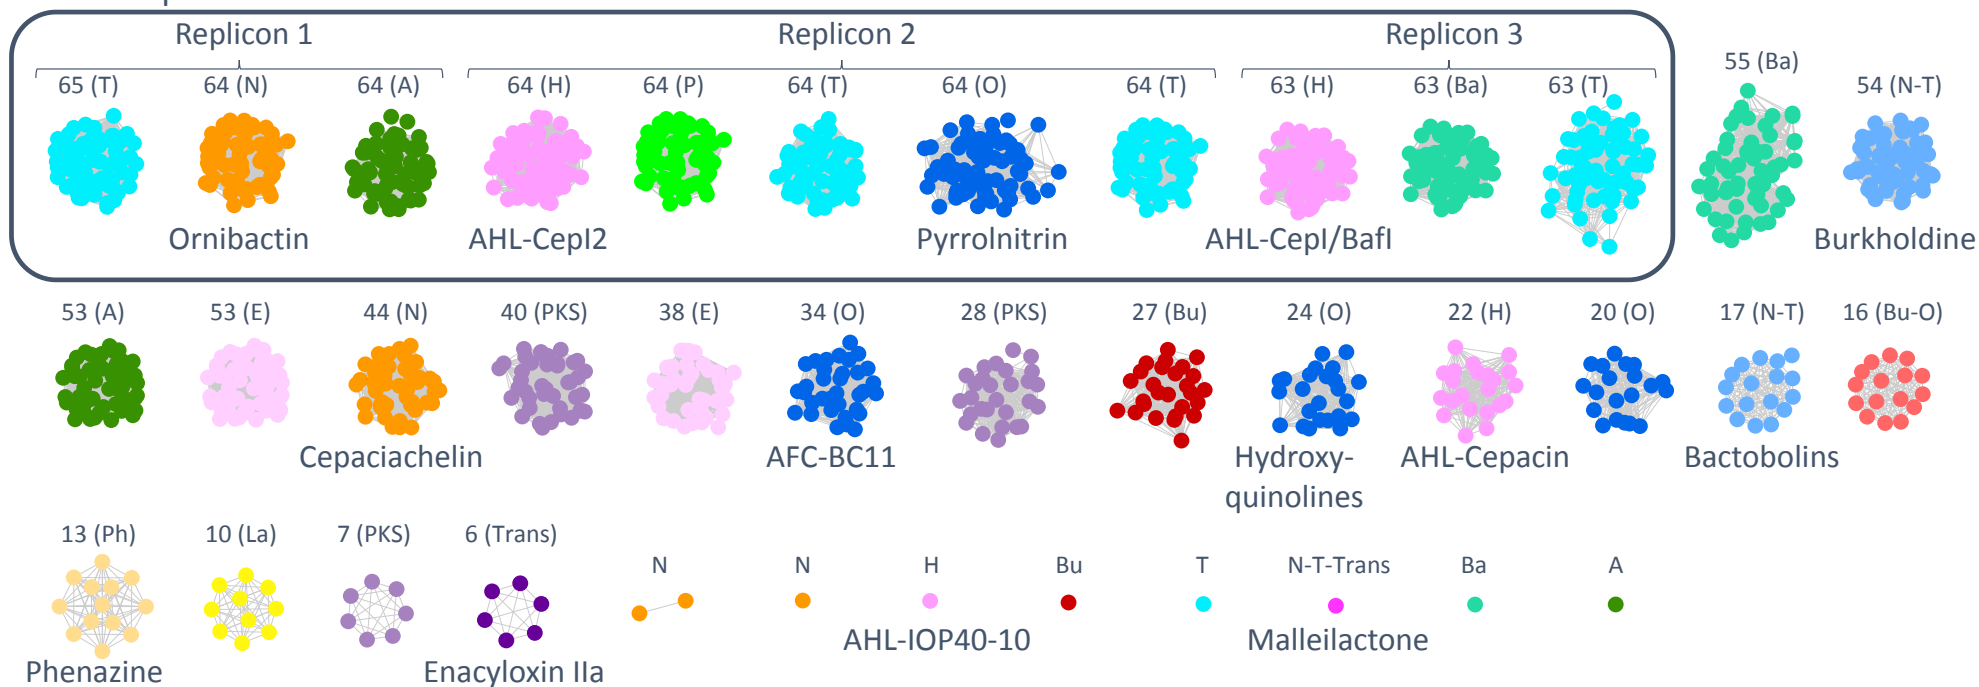 Replicon 1 Replicon 2 Replicon 3
65 (T) 64 (N) 64 (A) 64 (H) 64 (P) 64 (T) 64 (O) 64 (T) 63 (H) 63 (Ba) 63 (T) 55 (Ba) 54 (N-T)
Ornibactin AHL-CepI2 Pyrrolnitrin AHL-CepI/BafI Burkholdine
53 (A) 53 (E) 44 (N) 40 (PKS) 38 (E) 34 (O) 28 (PKS) 27 (Bu) 24 (O) 22 (H) 20 (O) 17 (N-T) 16 (Bu-O)
Cepaciachelin AFC-BC11 Hydroxy- AHL-Cepacin Bactobolins
quinolines
13 (Ph) 10 (La) 7 (PKS) 6 (Trans) N N H Bu T N-T-Trans Ba A
AHL-IOP40-10 Malleilactone
Phenazine Enacyloxin IIa